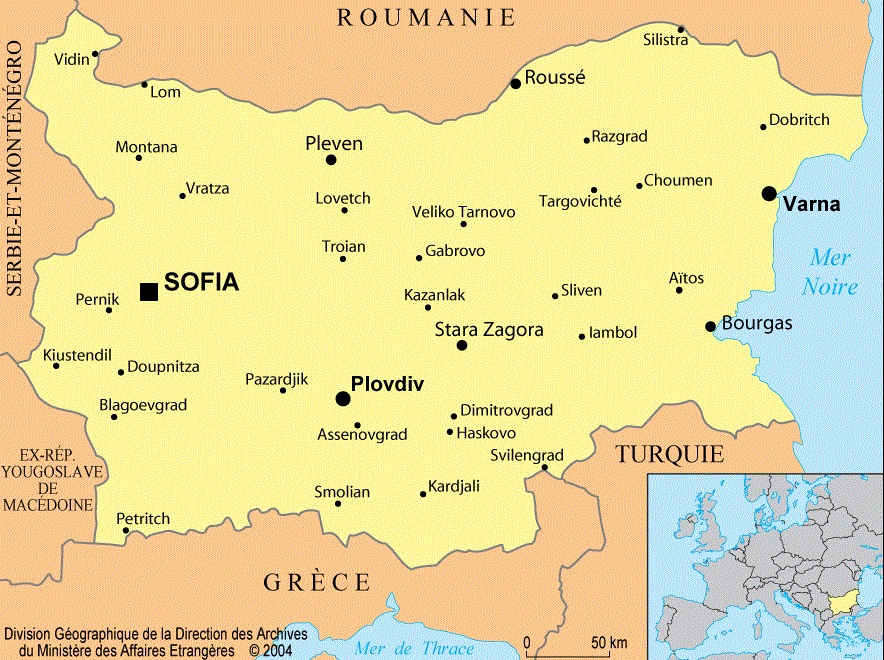 ROUMANIE
Silistra
Vidin
Roussé
Lom
Dobritch
Razgrad
Montana
Pleven
Choumen
Vratza
Targovichté
Lovetch
Varna
Veliko Tarnovo
Troian
Gabrovo
Mer
Noire
SERBIE-ET-MONTÉNÉGRO
SOFIA
Aïtos
Sliven
Pernik
Kazanlak
Bourgas
Stara Zagora
Iambol
Kiustendil
Doupnitza
Pazardjik
Plovdiv
Blagoevgrad
Dimitrovgrad
Assenovgrad
Haskovo
Svilengrad
TURQUIE
EX-RÉP.
YOUGOSLAVE
DE
MACÉDOINE
Smolian
Kardjali
Petritch
GRÈCE
Division Géographique de la Direction des Archives
du Ministère des Affaires Etrangères © 2004
Mer de Thrace
0 50 km